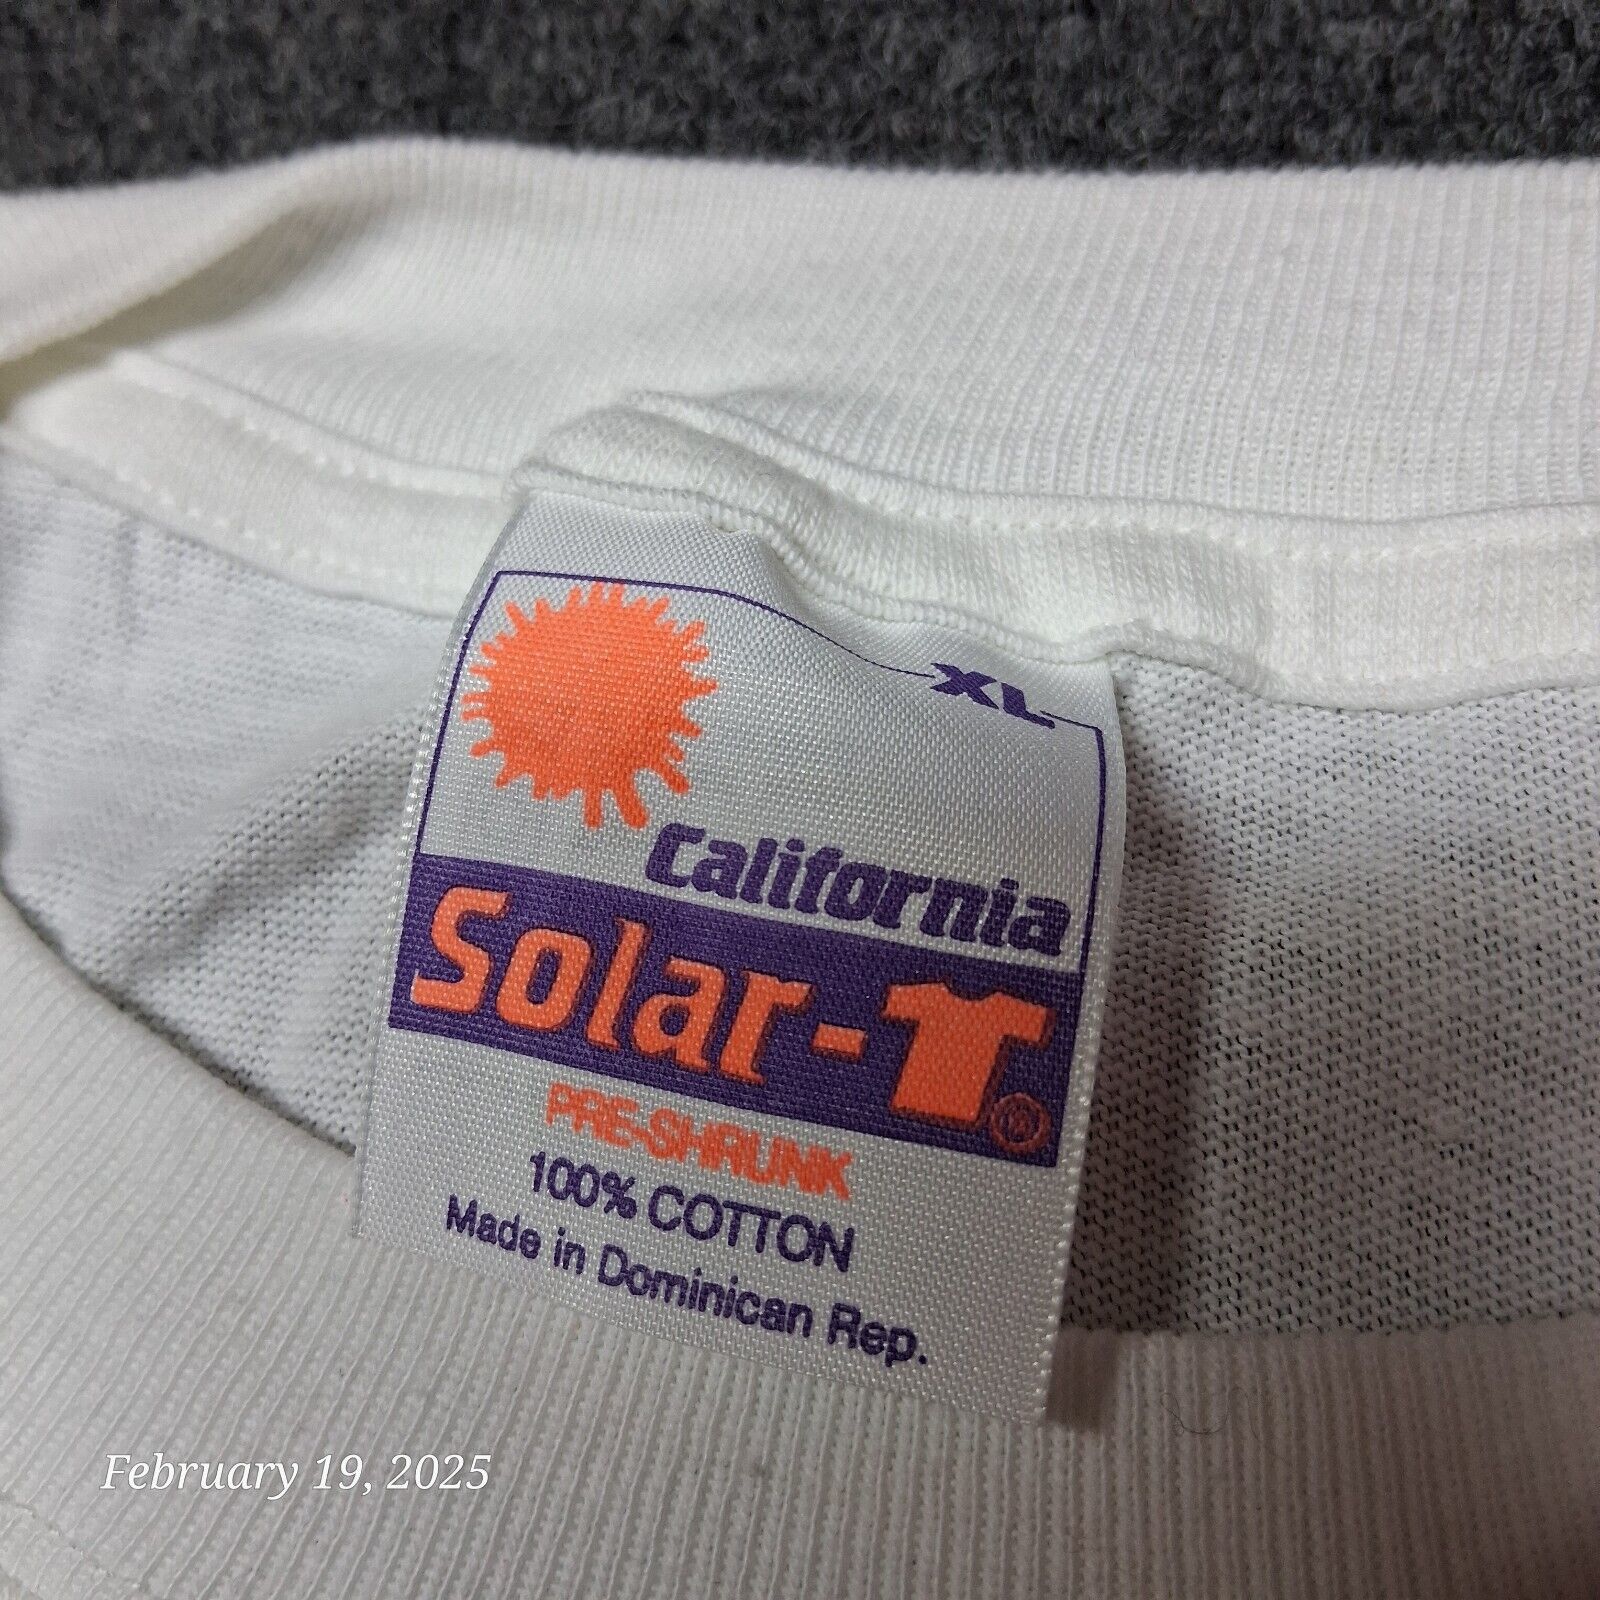 XL
California
Solar-T®
PRE-SHRUNK
100% COTTON
Made in Dominican Rep.
February 19, 2025